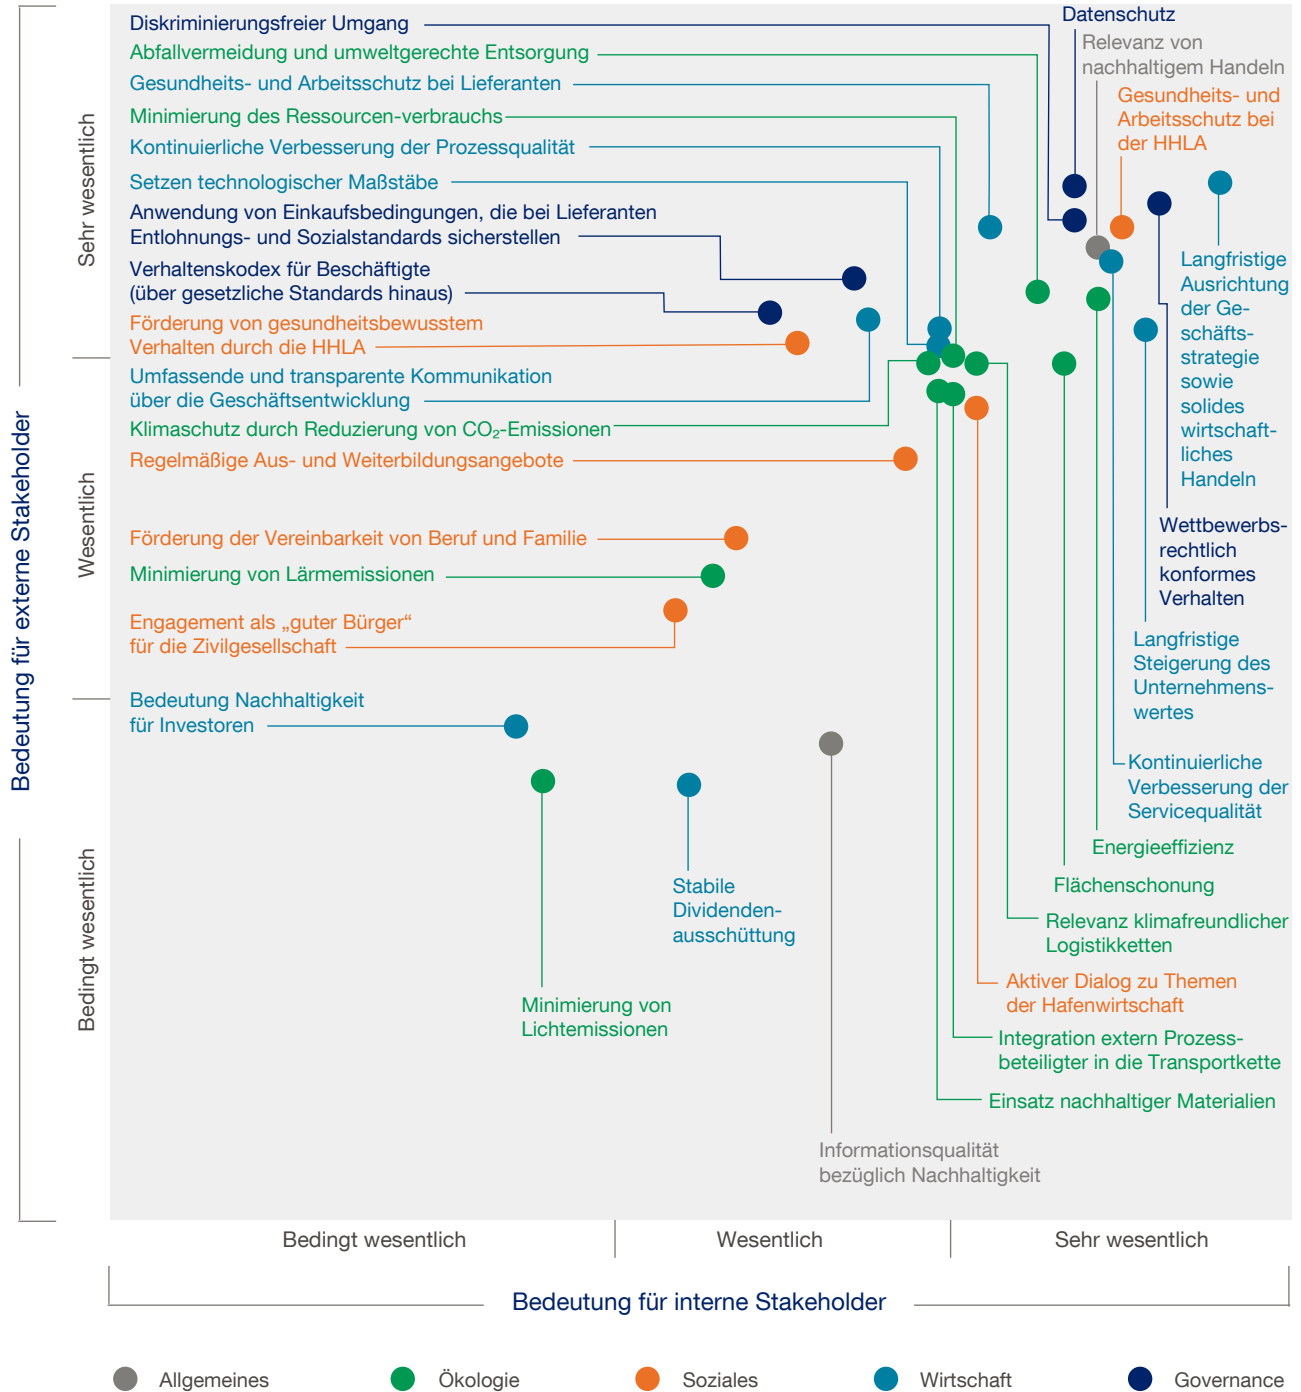 Diskriminierungsfreier Umgang
Abfallvermeidung und umweltgerechte Entsorgung
Gesundheits- und Arbeitsschutz bei Lieferanten
Minimierung des Ressourcen-verbrauchs
Kontinuierliche Verbesserung der Prozessqualität
Setzen technologischer Maßstäbe
Anwendung von Einkaufsbedingungen, die bei Lieferanten
Entlohnungs- und Sozialstandards sicherstellen
Verhaltenskodex für Beschäftigte
(über gesetzliche Standards hinaus)
Förderung von gesundheitsbewusstem
Verhalten durch die HHLA
Umfassende und transparente Kommunikation
über die Geschäftsentwicklung
Klimaschutz durch Reduzierung von CO₂-Emissionen
Regelmäßige Aus- und Weiterbildungsangebote
Förderung der Vereinbarkeit von Beruf und Familie
Minimierung von Lärmemissionen
Engagement als „guter Bürger“
für die Zivilgesellschaft
Bedeutung Nachhaltigkeit
für Investoren
Datenschutz
Relevanz von
nachhaltigem Handeln
Gesundheits- und
Arbeitsschutz bei
der HHLA
Langfristige
Ausrichtung
der Ge-
schäfts-
strategie
sowie
solides
wirtschaft-
liches
Handeln
Wettbewerbs-
rechtlich
konformes
Verhalten
Langfristige
Steigerung des
Unternehmens-
wertes
Kontinuierliche
Verbesserung der
Servicequalität
Energieeffizienz
Flächenschonung
Relevanz klimafreundlicher
Logistikketten
Aktiver Dialog zu Themen
der Hafenwirtschaft
Integration extern Prozess-
beteiligter in die Transportkette
Einsatz nachhaltiger Materialien
Stabile
Dividenden-
ausschüttung
Minimierung von
Lichtemissionen
Informationsqualität
bezüglich Nachhaltigkeit
Bedeutung für externe Stakeholder
Sehr wesentlich
Wesentlich
Bedingt wesentlich
Bedingt wesentlich
Wesentlich
Sehr wesentlich
Bedeutung für interne Stakeholder
Allgemeines
Ökologie
Soziales
Wirtschaft
Governance